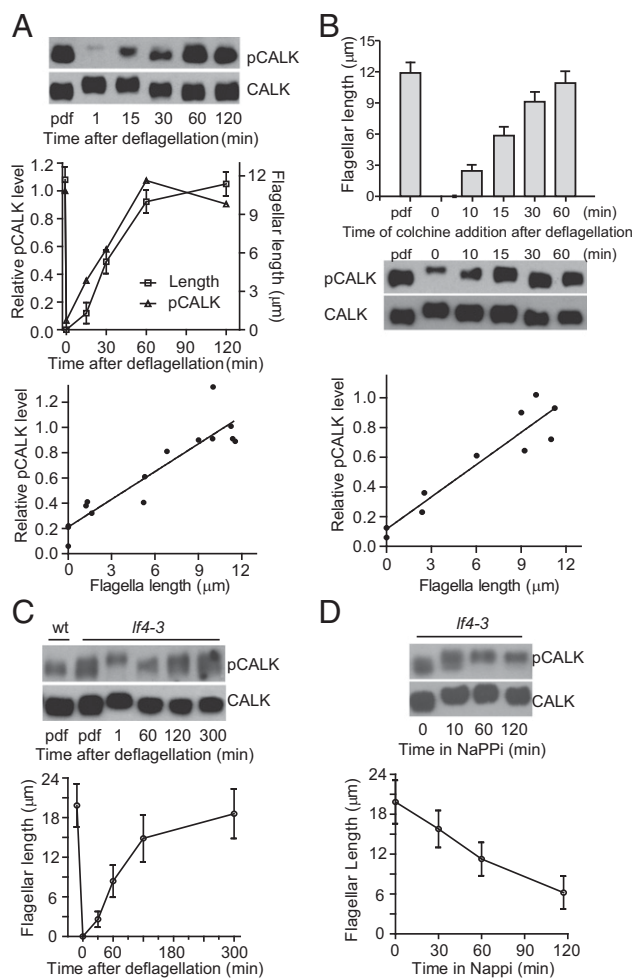 A
pCALK
CALK
pdf 1 15 30 60 120
Time after deflagellation (min)
Relative pCALK level
1.2
1.0
0.8
0.6
0.4
0.2
0.0
Length
pCALK
12
9
6
3
0
Flagellar length (μm)
0 30 60 90 120
Time after deflagellation (min)
Relative pCALK level
1.2
1.0
0.8
0.6
0.4
0.2
0.0
0 3 6 9 12
Flagella length (μm)
B
Flagellar length (μm)
15
12
9
6
3
0
pdf 0 10 15 30 60 (min)
Time of colchine addition after deflagellation
pdf 0 10 15 30 60 (min)
pCALK
CALK
Relative pCALK level
1.2
1.0
0.8
0.6
0.4
0.2
0.0
0 3 6 9 12
Flagella length (μm)
C
wt lf4-3
pCALK
CALK
pdf pdf 1 60 120 300
Time after deflagellation (min)
Flagellar length (μm)
24
18
12
6
0
0 60 180 300
Time after deflagellation (min)
D
lf4-3
pCALK
CALK
0 10 60 120
Time in NaPPi (min)
Flagellar Length (μm)
24
18
12
6
0
0 30 60 90 120
Time in Nappi (min)